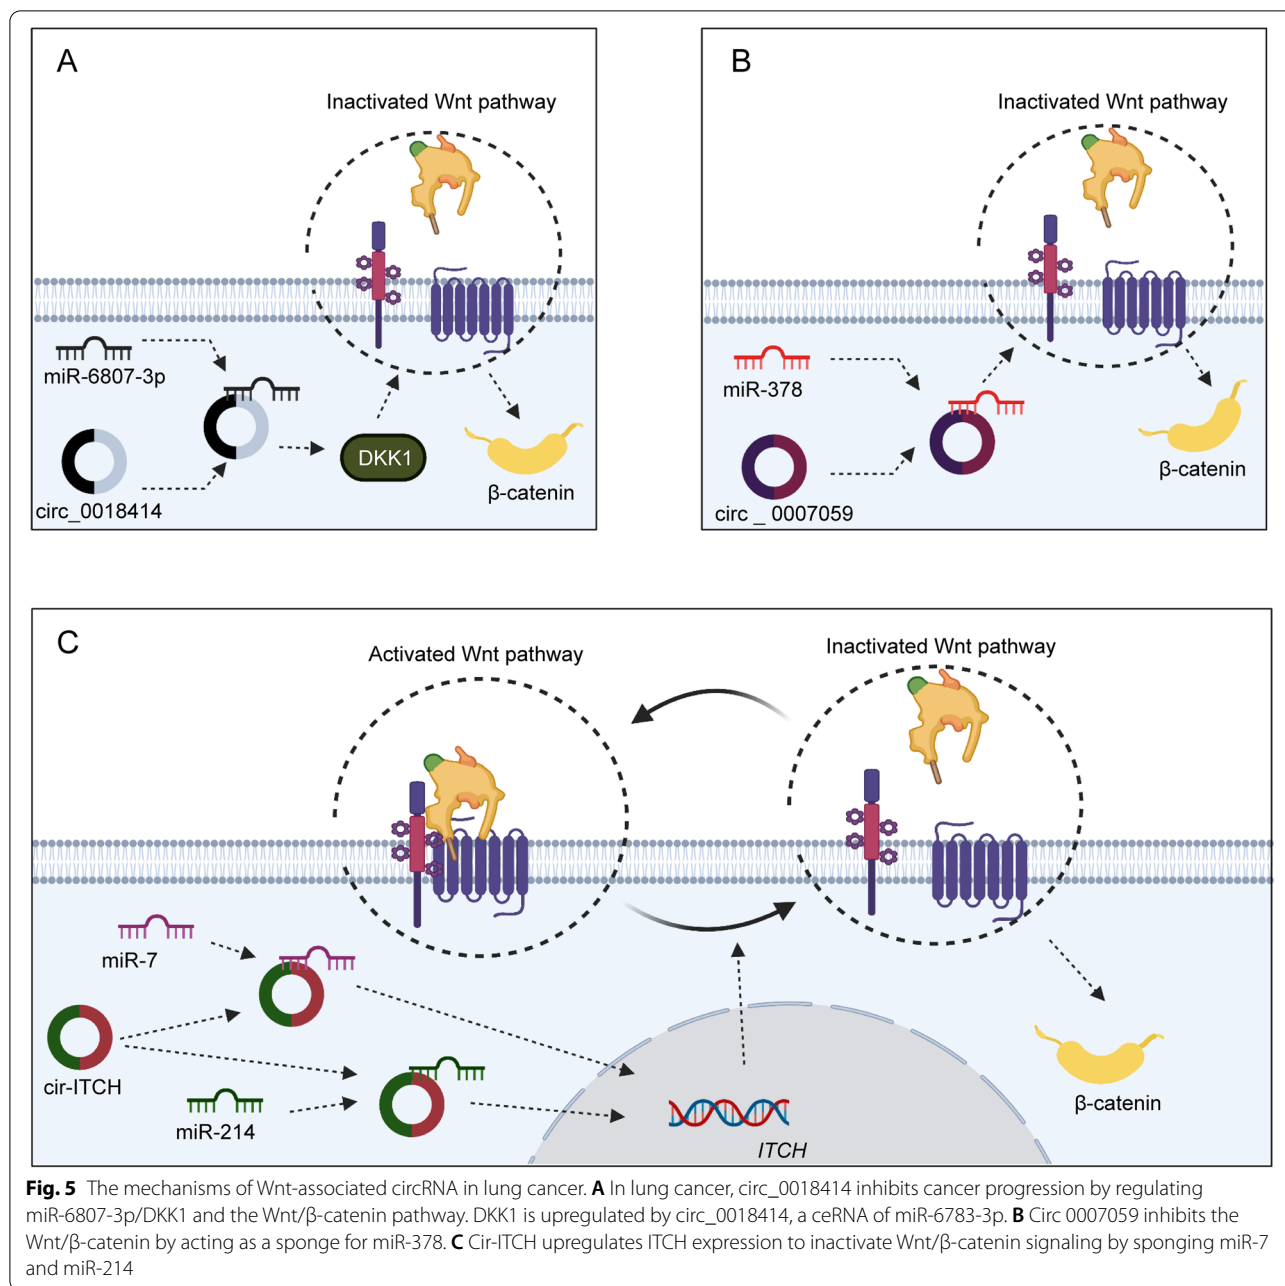 A
Inactivated Wnt pathway
miR-6807-3p
circ_0018414
DKK1
β-catenin
B
Inactivated Wnt pathway
miR-378
circ _ 0007059
β-catenin
C
Activated Wnt pathway
Inactivated Wnt pathway
miR-7
cir-ITCH
miR-214
ITCH
β-catenin
Fig. 5 The mechanisms of Wnt-associated circRNA in lung cancer. A In lung cancer, circ_0018414 inhibits cancer progression by regulating
miR-6807-3p/DKK1 and the Wnt/β-catenin pathway. DKK1 is upregulated by circ_0018414, a ceRNA of miR-6783-3p. B Circ 0007059 inhibits the
Wnt/β-catenin by acting as a sponge for miR-378. C Cir-ITCH upregulates ITCH expression to inactivate Wnt/β-catenin signaling by sponging miR-7
and miR-214